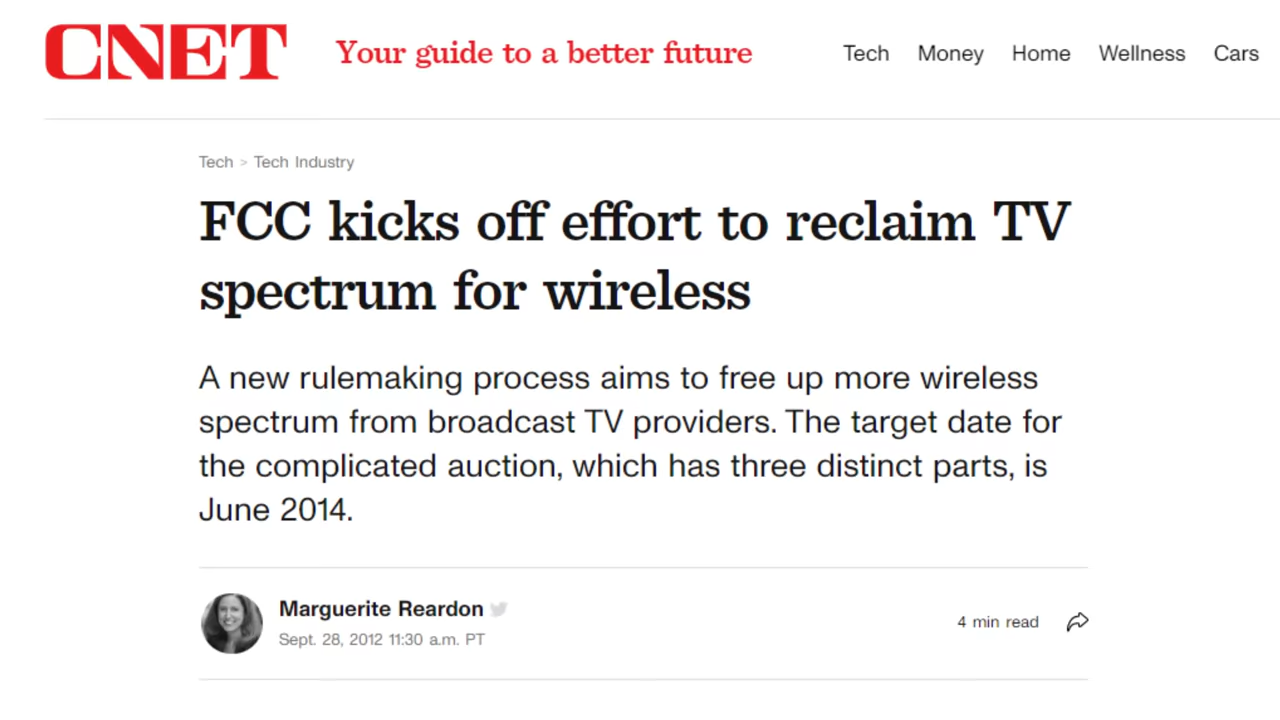 CNET Your guide to a better future Tech Money Home Wellness Cars
Tech > Tech Industry
FCC kicks off effort to reclaim TV
spectrum for wireless
A new rulemaking process aims to free up more wireless
spectrum from broadcast TV providers. The target date for
the complicated auction, which has three distinct parts, is
June 2014.
Marguerite Reardon
Sept. 28, 2012 11:30 a.m. PT
4 min read